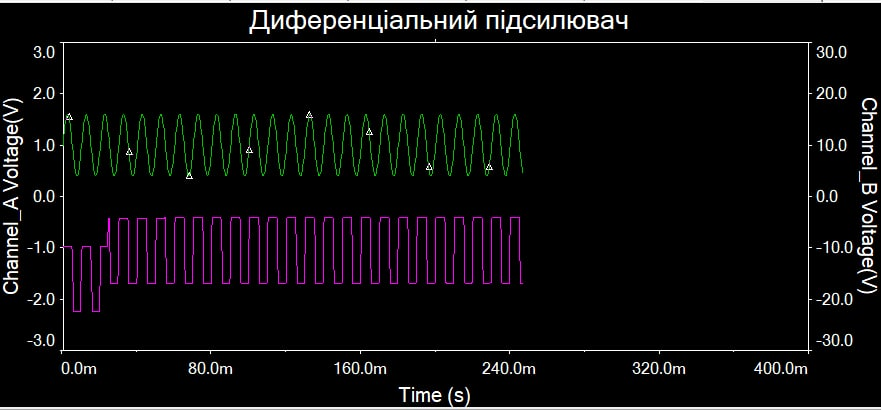 Диференціальний підсилювач
3.0 30.0
2.0 20.0
1.0 10.0
0.0 0.0
-1.0 -10.0
-2.0 -20.0
-3.0 -30.0
Channel_A Voltage(V)
Channel_B Voltage(V)
0.0m 80.0m 160.0m 240.0m 320.0m 400.0m
Time (s)